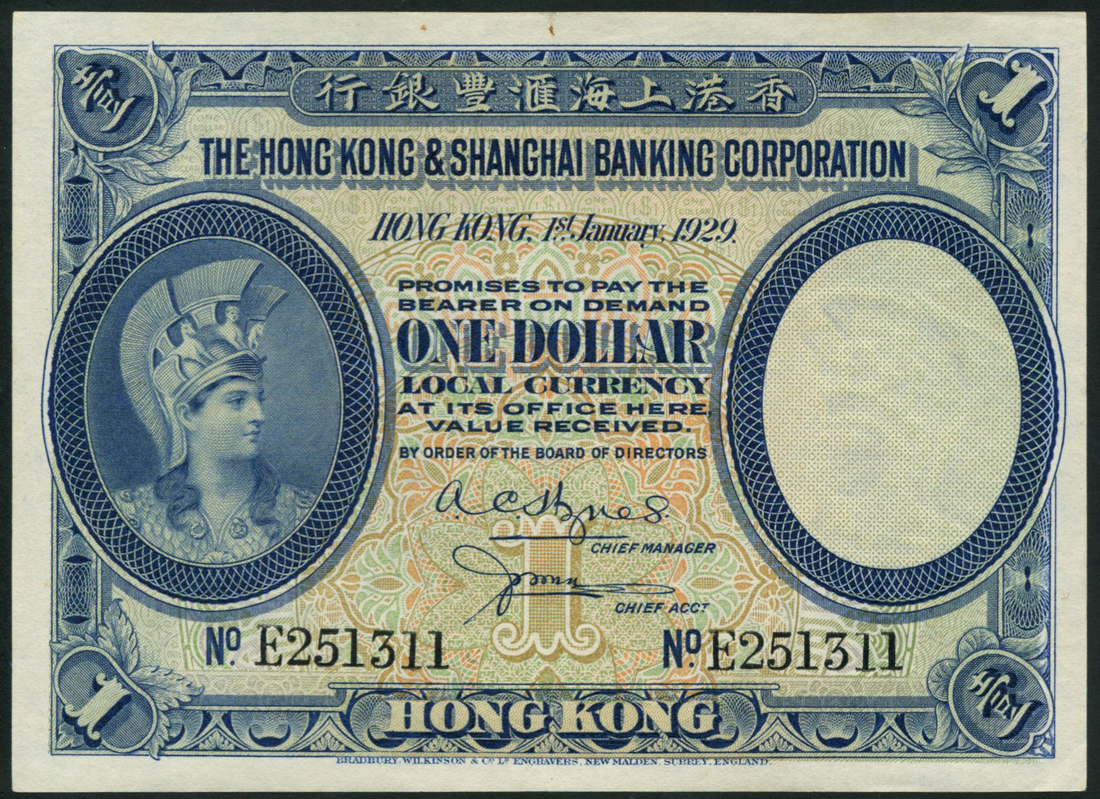 1
香港上海滙豐銀行
THE HONG KONG & SHANGHAI BANKING CORPORATION
HONG KONG, 1st January, 1929.
PROMISES TO PAY THE
BEARER ON DEMAND
ONE DOLLAR
LOCAL CURRENCY
AT ITS OFFICE HERE,
VALUE RECEIVED.
BY ORDER OF THE BOARD OF DIRECTORS
A.C. Hynes
CHIEF MANAGER
1
CHIEF ACCT
No. E251311 No. E251311
1
HONG KONG
BRADBURY, WILKINSON & Co. Ld. ENGRAVERS, NEW MALDEN, SURREY, ENGLAND.